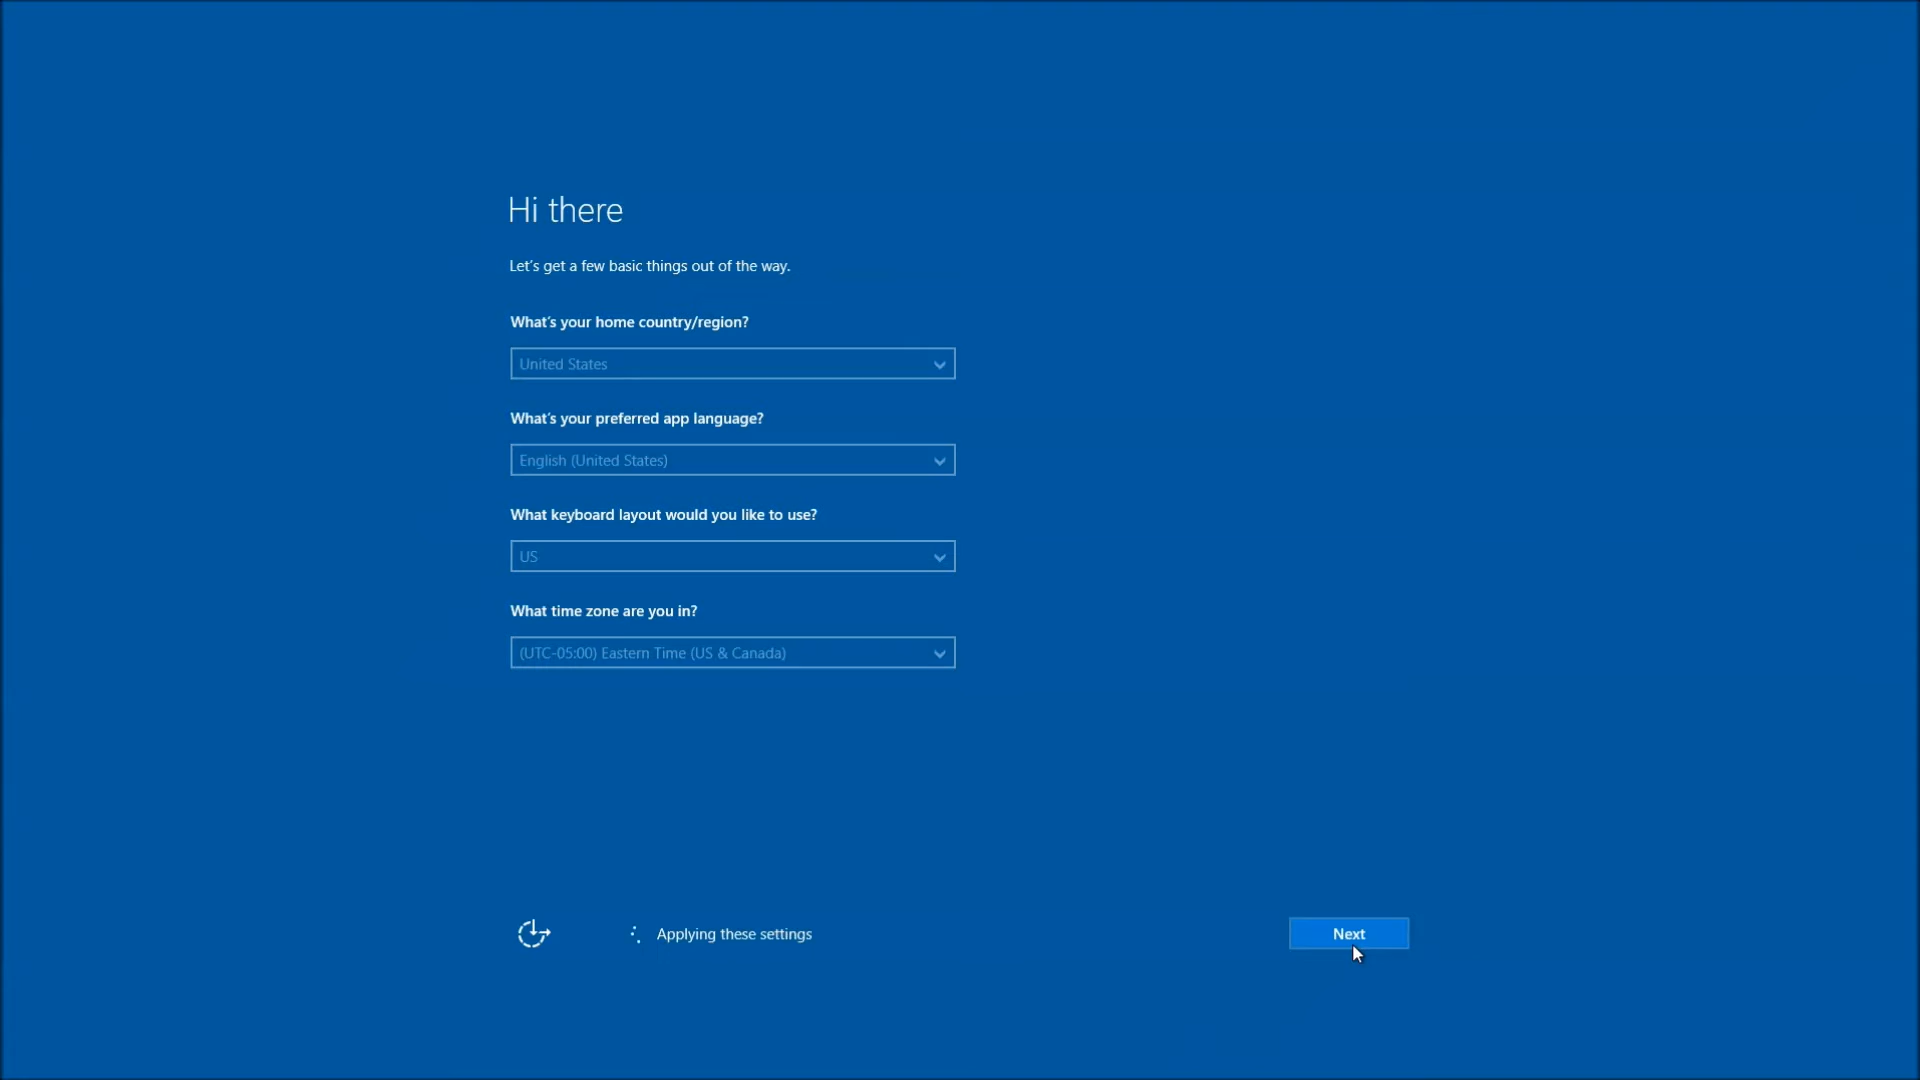 Hi there
Let's get a few basic things out of the way.
What's your home country/region?
United States
What's your preferred app language?
English (United States)
What keyboard layout would you like to use?
US
What time zone are you in?
(UTC-05:00) Eastern Time (US & Canada)
Applying these settings
Next